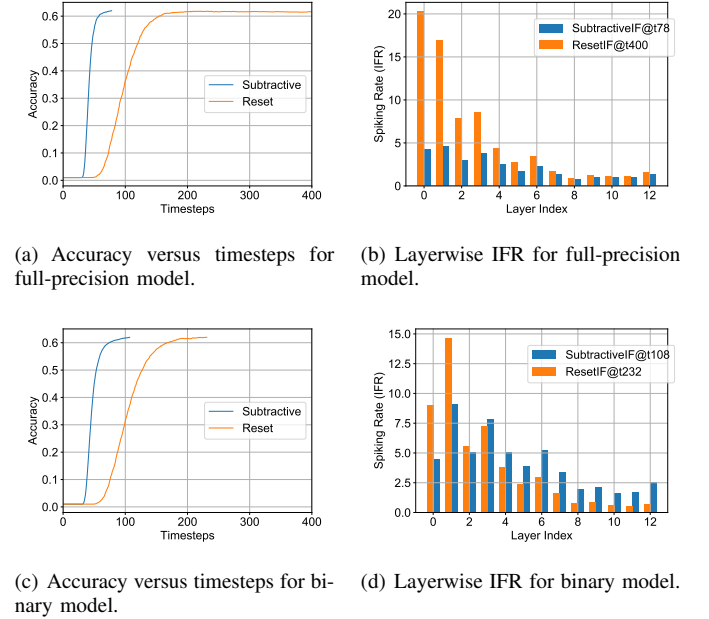 0.6
0.5
0.4
0.3
0.2
0.1
0.0
Accuracy
Subtractive
Reset
0 100 200 300 400
Timesteps
20
15
10
5
0
Spiking Rate (IFR)
SubtractiveIF@t78
ResetIF@t400
0 2 4 6 8 10 12
Layer Index
(a) Accuracy versus timesteps for
full-precision model.
(b) Layerwise IFR for full-precision
model.
0.6
0.5
0.4
0.3
0.2
0.1
0.0
Accuracy
Subtractive
Reset
0 100 200 300 400
Timesteps
15.0
12.5
10.0
7.5
5.0
2.5
0.0
Spiking Rate (IFR)
SubtractiveIF@t108
ResetIF@t232
0 2 4 6 8 10 12
Layer Index
(c) Accuracy versus timesteps for bi-
nary model.
(d) Layerwise IFR for binary model.